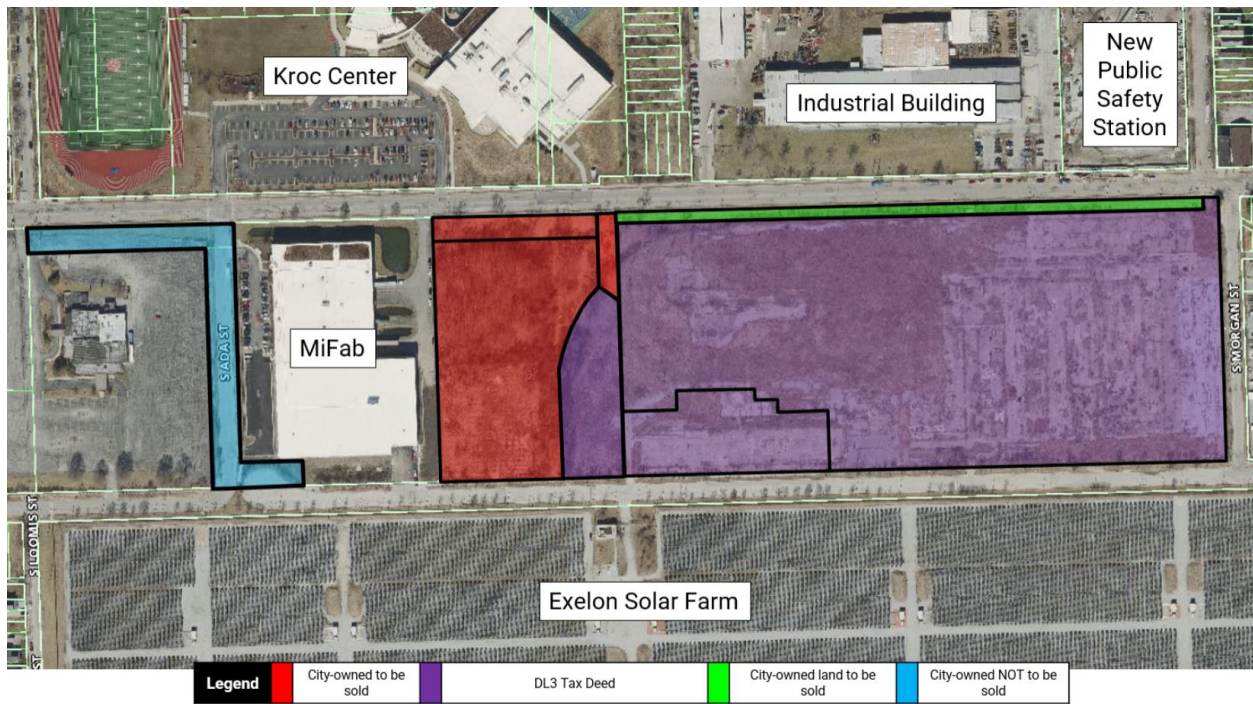 New
Public
Safety
Station
Kroc Center
Industrial Building
S ADA ST
MiFab
S MORGAN ST
S LOOMIS ST
ST
Exelon Solar Farm
Legend
City-owned to be
sold
DL3 Tax Deed
City-owned land to be
sold
City-owned NOT to be
sold